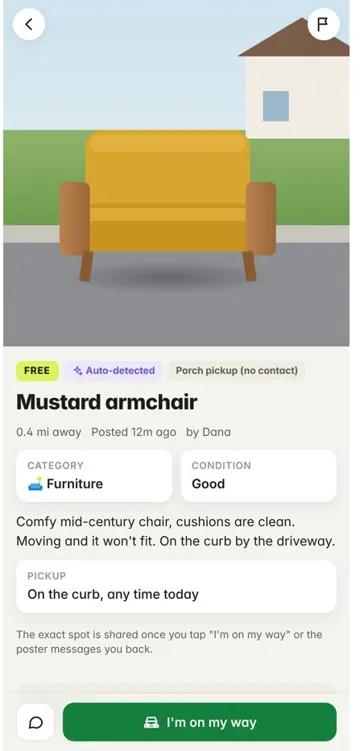 FREE Auto-detected Porch pickup (no contact)
Mustard armchair
0.4 mi away Posted 12m ago by Dana
CATEGORY
Furniture
CONDITION
Good
Comfy mid-century chair, cushions are clean.
Moving and it won't fit. On the curb by the driveway.
PICKUP
On the curb, any time today
The exact spot is shared once you tap "I'm on my way" or the
poster messages you back.
I'm on my way